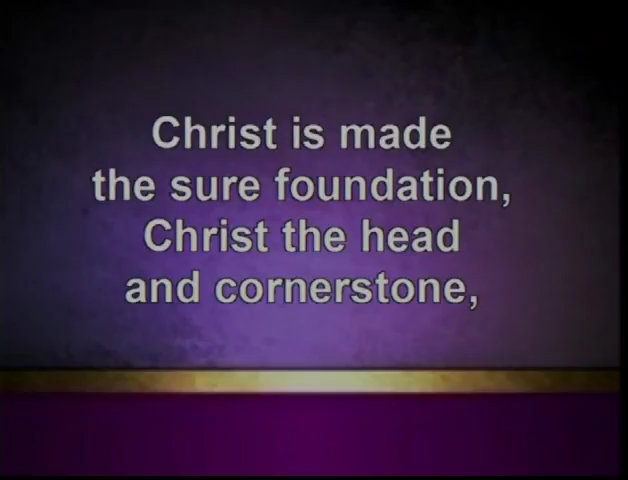 Christ is made
the sure foundation,
Christ the head
and cornerstone,